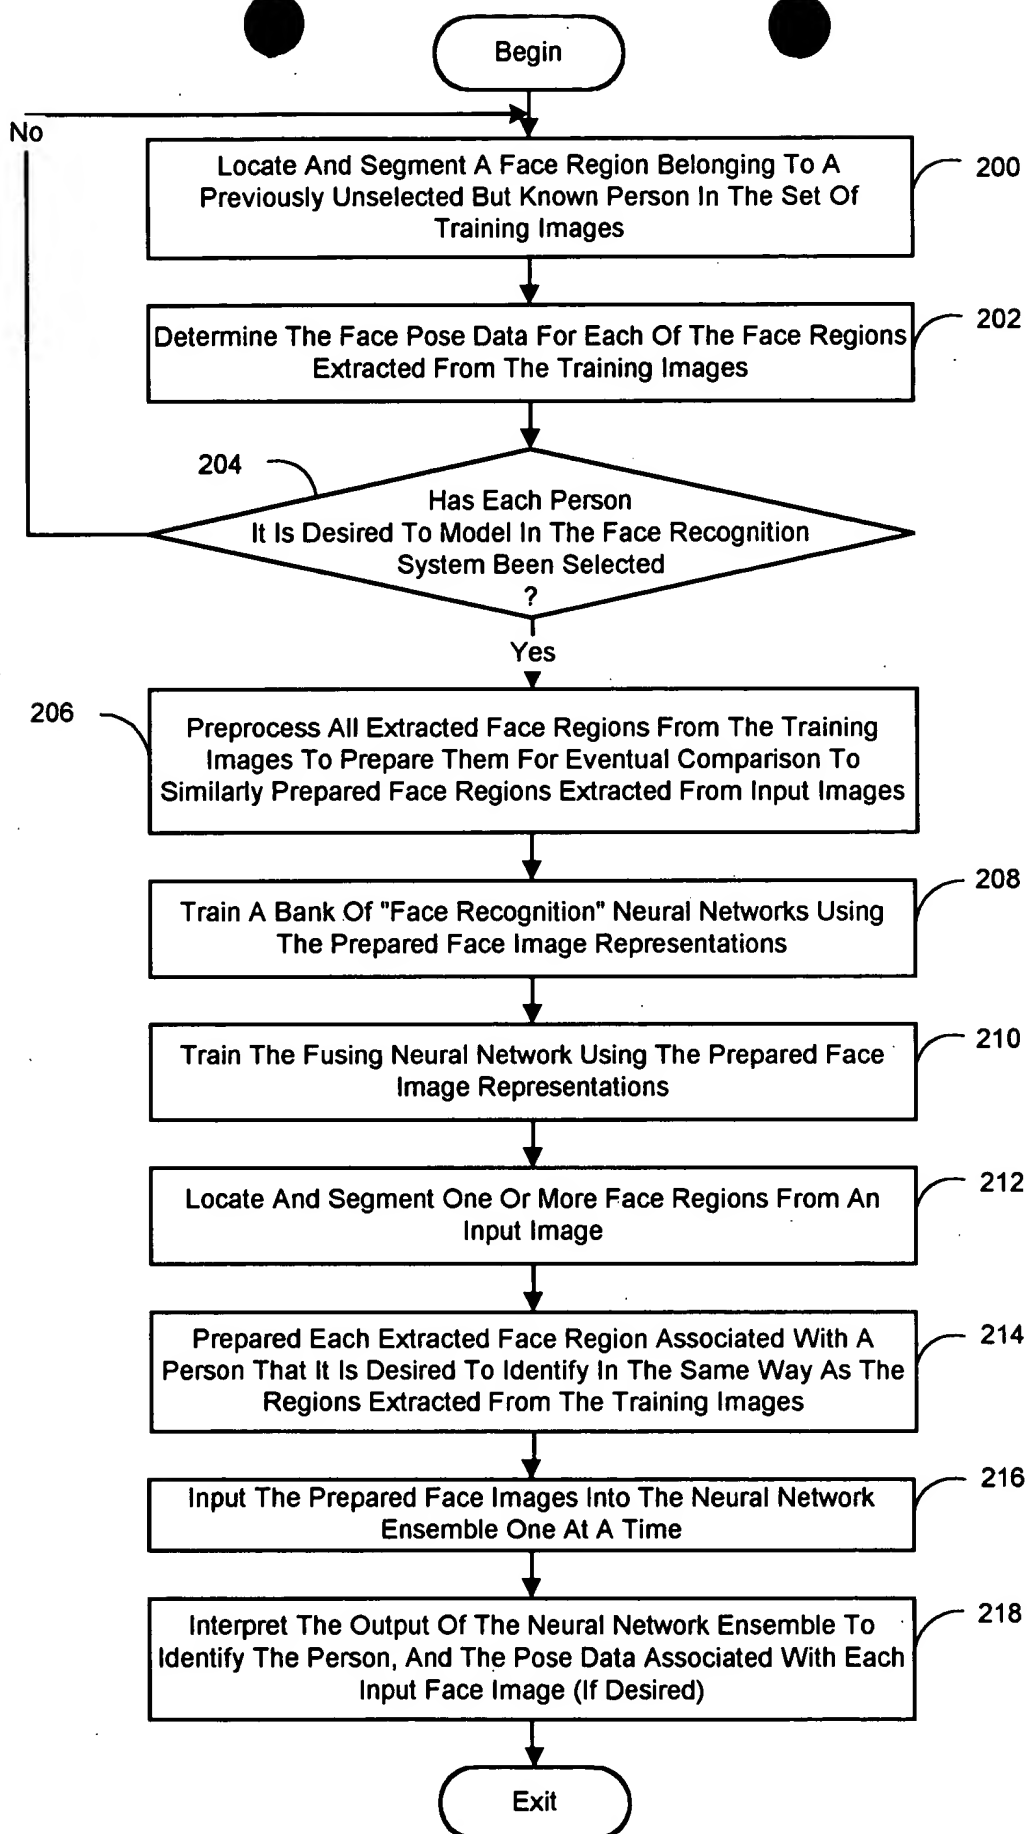 Begin
No
Locate And Segment A Face Region Belonging To A
Previously Unselected But Known Person In The Set Of
Training Images
200
Determine The Face Pose Data For Each Of The Face Regions
Extracted From The Training Images
202
204
Has Each Person
It Is Desired To Model In The Face Recognition
System Been Selected
?
Yes
206
Preprocess All Extracted Face Regions From The Training
Images To Prepare Them For Eventual Comparison To
Similarly Prepared Face Regions Extracted From Input Images
208
Train A Bank Of "Face Recognition" Neural Networks Using
The Prepared Face Image Representations
210
Train The Fusing Neural Network Using The Prepared Face
Image Representations
212
Locate And Segment One Or More Face Regions From An
Input Image
214
Prepared Each Extracted Face Region Associated With A
Person That It Is Desired To Identify In The Same Way As The
Regions Extracted From The Training Images
216
Input The Prepared Face Images Into The Neural Network
Ensemble One At A Time
218
Interpret The Output Of The Neural Network Ensemble To
Identify The Person, And The Pose Data Associated With Each
Input Face Image (If Desired)
Exit